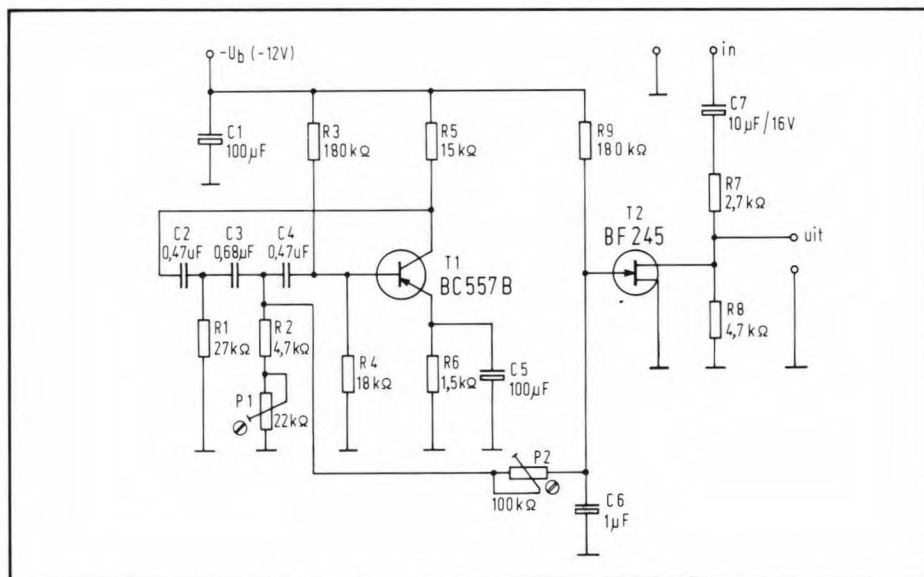 -Ub (-12V)
in
C1
100µF
R3
180kΩ
R5
15kΩ
R9
180kΩ
C7
10µF/16V
R7
2,7kΩ
C2
0,47uF
C3
0,68µF
C4
0,47uF
T1
BC557B
T2
BF245
uit
R8
4,7kΩ
R1
27kΩ
R2
4,7kΩ
R4
18kΩ
R6
1,5kΩ
C5
100µF
P1
22kΩ
P2
100kΩ
C6
1µF